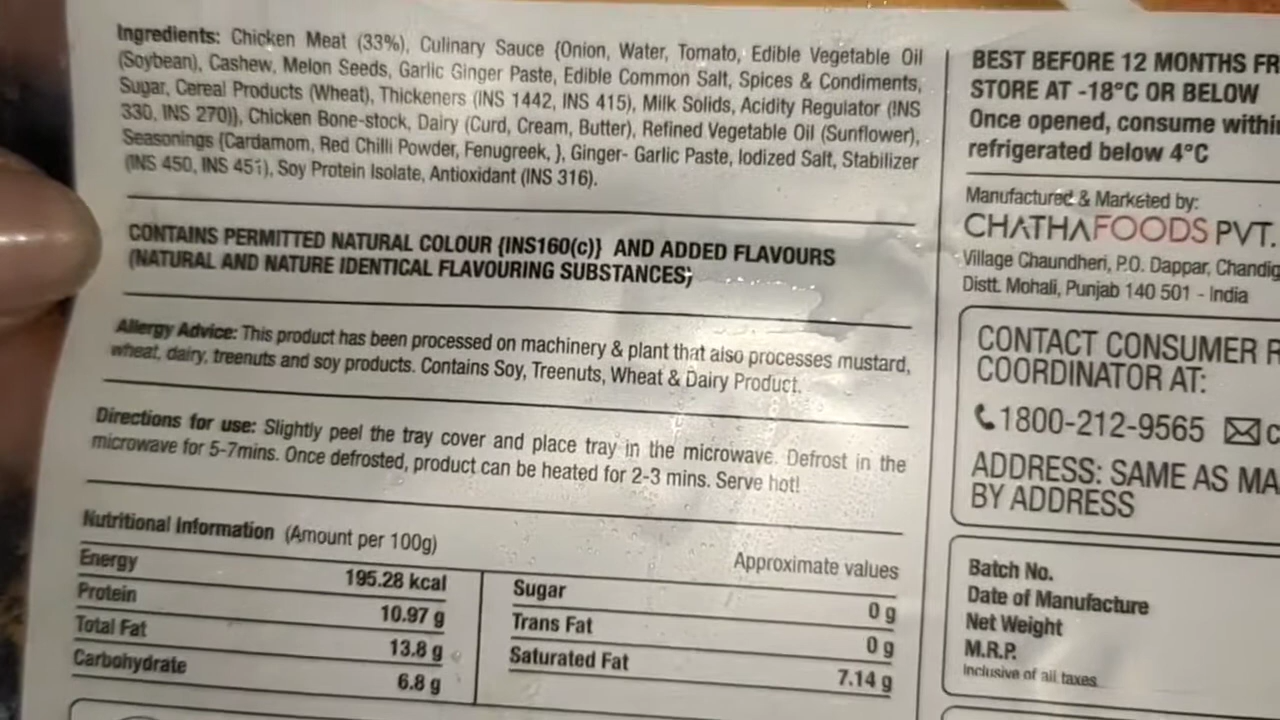 Ingredients: Chicken Meat (33%), Culinary Sauce {Onion, Water, Tomato, Edible Vegetable Oil
(Soybean), Cashew, Melon Seeds, Garlic Ginger Paste, Edible Common Salt, Spices & Condiments,
Sugar, Cereal Products (Wheat), Thickeners (INS 1442, INS 415), Milk Solids, Acidity Regulator (INS
330, INS 270)}, Chicken Bone-stock, Dairy (Curd, Cream, Butter), Refined Vegetable Oil (Sunflower),
Seasonings {Cardamom, Red Chilli Powder, Fenugreek, }, Ginger- Garlic Paste, Iodized Salt, Stabilizer
(INS 450, INS 451), Soy Protein Isolate, Antioxidant (INS 316).
CONTAINS PERMITTED NATURAL COLOUR {INS160(c)} AND ADDED FLAVOURS
(NATURAL AND NATURE IDENTICAL FLAVOURING SUBSTANCES;
Allergy Advice: This product has been processed on machinery & plant that also processes mustard,
wheat, dairy, treenuts and soy products. Contains Soy, Treenuts, Wheat & Dairy Product.
Directions for use: Slightly peel the tray cover and place tray in the microwave. Defrost in the
microwave for 5-7mins. Once defrosted, product can be heated for 2-3 mins. Serve hot!
Nutritional Information (Amount per 100g)
Approximate values
Energy 195.28 kcal
Protein 10.97 g
Total Fat 13.8 g
Carbohydrate 6.8 g
Sugar 0 g
Trans Fat 0 g
Saturated Fat 7.14 g
BEST BEFORE 12 MONTHS FR
STORE AT -18°C OR BELOW
Once opened, consume within
refrigerated below 4°C
Manufactured & Marketed by:
CHATHA FOODS PVT.
Village Chaundheri, P.O. Dappar, Chandig
Distt. Mohali, Punjab 140 501 - India
CONTACT CONSUMER R
COORDINATOR AT:
1800-212-9565 c
ADDRESS: SAME AS MA
BY ADDRESS
Batch No.
Date of Manufacture
Net Weight
M.R.P.
Inclusive of all taxes